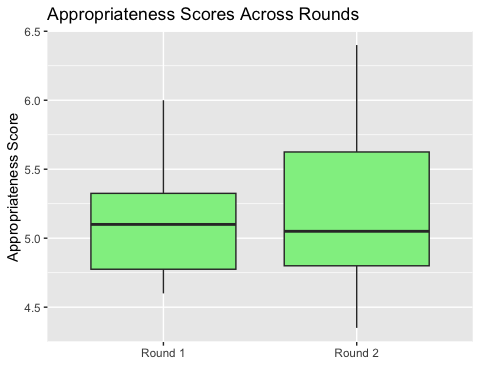 Appropriateness Scores Across Rounds
Appropriateness Score
6.5
6.0
5.5
5.0
4.5
Round 1
Round 2